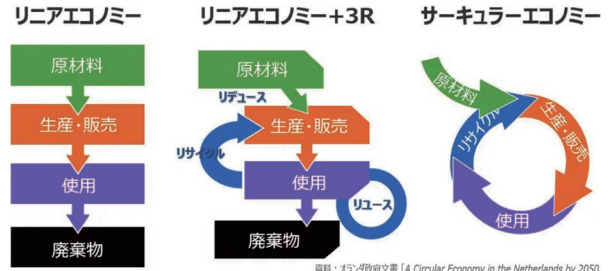 リニアエコノミー
原材料
生産・販売
使用
廃棄物
リニアエコノミー+3R
原材料
リデュース
生産・販売
リサイクル
使用
リユース
廃棄物
サーキュラーエコノミー
原材料
リサイクル
生産・販売
使用
資料:オランダ政府文書「A Circular Economy in the Netherlands by 2050